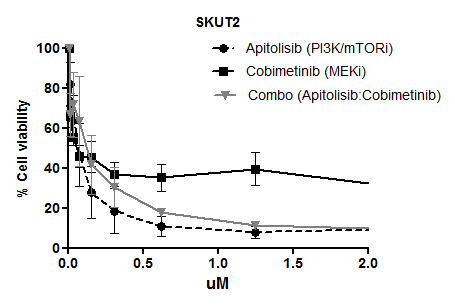 SKUT2
Apitolisib (PI3K/mTORi)
Cobimetinib (MEKi)
Combo (Apitolisib:Cobimetinib)
% Cell viability
100
80
60
40
20
0
0.0 0.5 1.0 1.5 2.0
uM